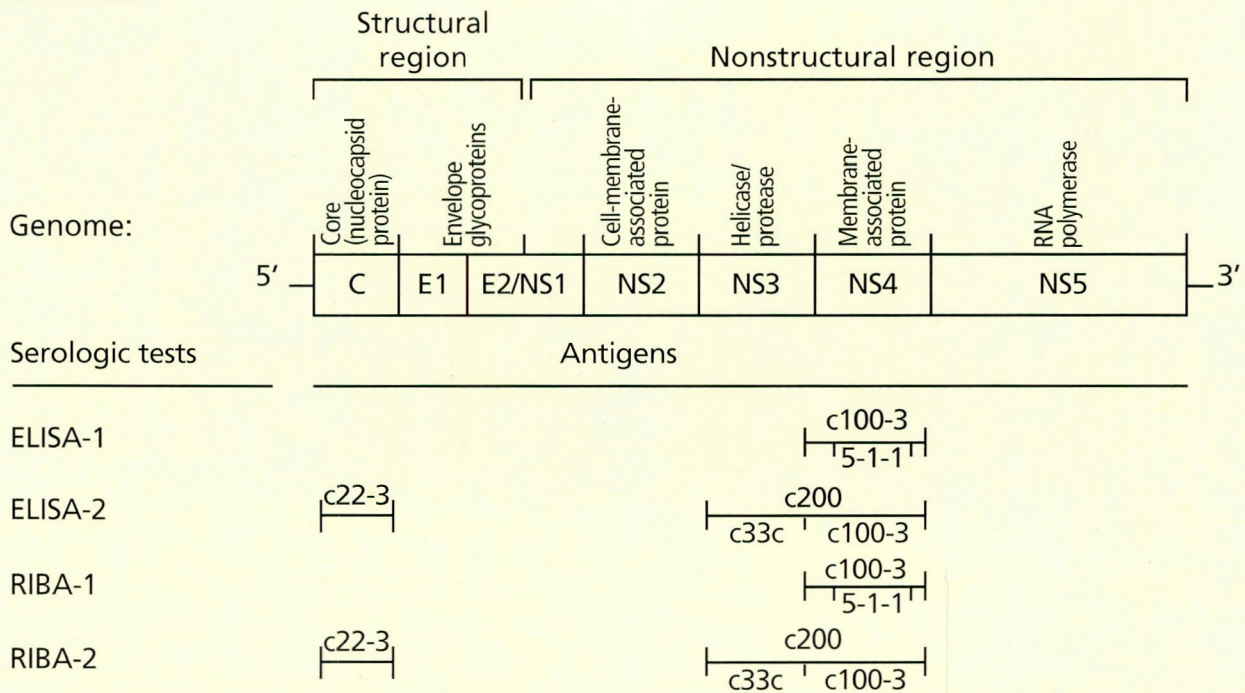 Structural
region
Nonstructural region
Genome:
Core
(nucleocapsid
protein)
Envelope
glycoproteins
Cell-membrane-
associated
protein
Helicase/
protease
Membrane-
associated
protein
RNA
polymerase
5′ C E1 E2/NS1 NS2 NS3 NS4 NS5 3′
Serologic tests Antigens
ELISA-1 c100-3
5-1-1
ELISA-2 c22-3 c200
c33c c100-3
RIBA-1 c100-3
5-1-1
RIBA-2 c22-3 c200
c33c c100-3